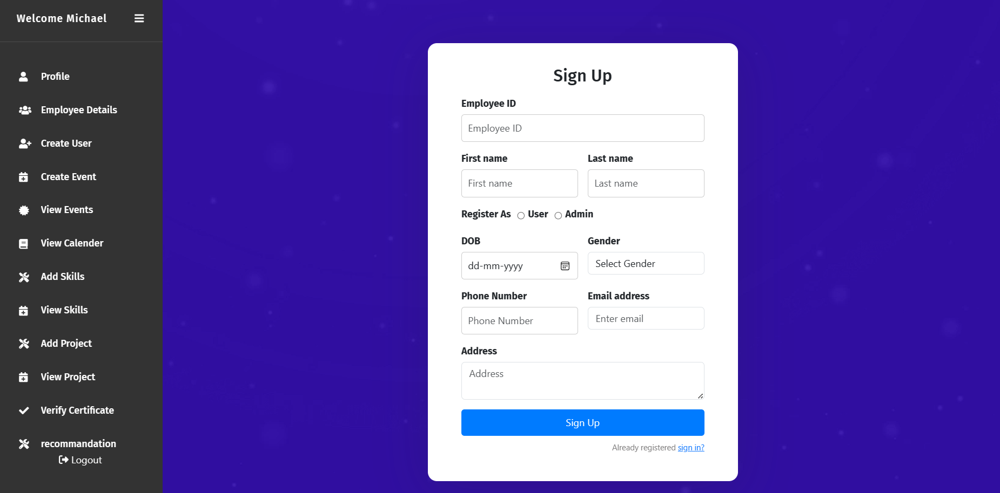 Welcome Michael
Profile
Employee Details
Create User
Create Event
View Events
View Calender
Add Skills
View Skills
Add Project
View Project
Verify Certificate
recommandation
Logout
Sign Up
Employee ID
Employee ID
First name Last name
First name Last name
Register As User Admin
DOB Gender
dd-mm-yyyy Select Gender
Phone Number Email address
Phone Number Enter email
Address
Address
Sign Up
Already registered sign in?